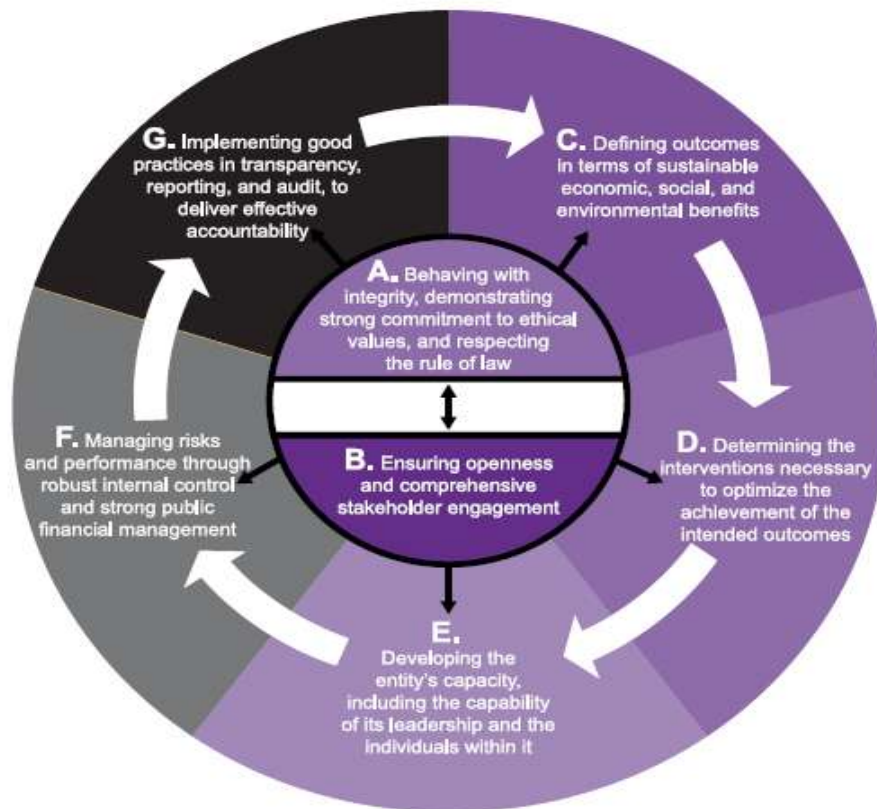 G. Implementing good
practices in transparency,
reporting, and audit, to
deliver effective
accountability
C. Defining outcomes
in terms of sustainable
economic, social, and
environmental benefits
A. Behaving with
integrity, demonstrating
strong commitment to ethical
values, and respecting
the rule of law
F. Managing risks
and performance through
robust internal control
and strong public
financial management
B. Ensuring openness
and comprehensive
stakeholder engagement
D. Determining the
interventions necessary
to optimize the
achievement of the
intended outcomes
E.
Developing the
entity's capacity,
including the capability
of its leadership and the
individuals within it